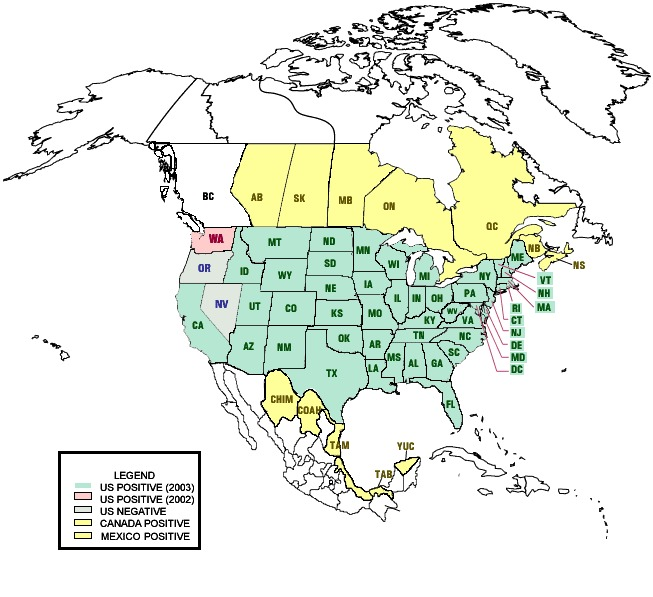 BC
AB
SK
MB
ON
QC
NB
NS
WA
MT
ND
MN
ME
OR
ID
SD
WI
MI
NY
VT
WY
IA
NH
NE
PA
MA
NV
UT
CO
IL
IN
OH
RI
CA
KS
MO
WV
VA
CT
KY
NJ
OK
TN
NC
DE
AZ
NM
AR
SC
MD
TX
LA
MS
AL
GA
DC
CHIM
COAH
FL
TAM
YUC
TAB
LEGEND
US POSITIVE (2003)
US POSITIVE (2002)
US NEGATIVE
CANADA POSITIVE
MEXICO POSITIVE